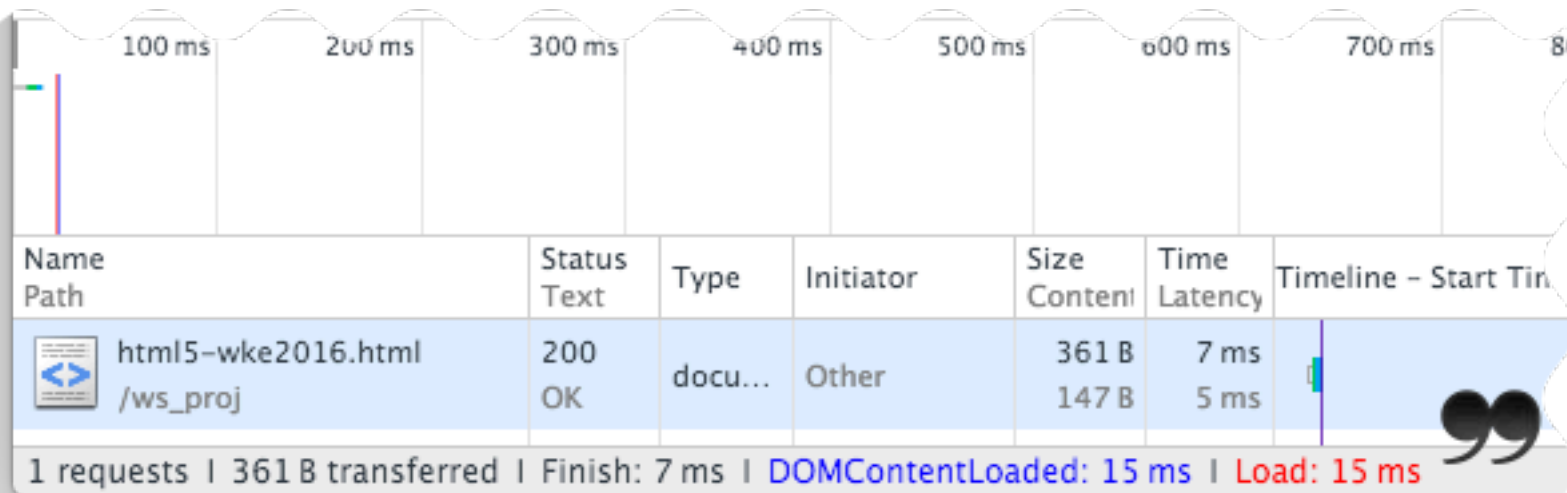 100 ms 200 ms 300 ms 400 ms 500 ms 600 ms 700 ms 8
Name Status Type Initiator Size Time Timeline – Start Tim
Path Text Content Latency
html5-wke2016.html 200 docu... Other 361 B 7 ms
/ws_proj OK 147 B 5 ms
1 requests | 361 B transferred | Finish: 7 ms | DOMContentLoaded: 15 ms | Load: 15 ms ”